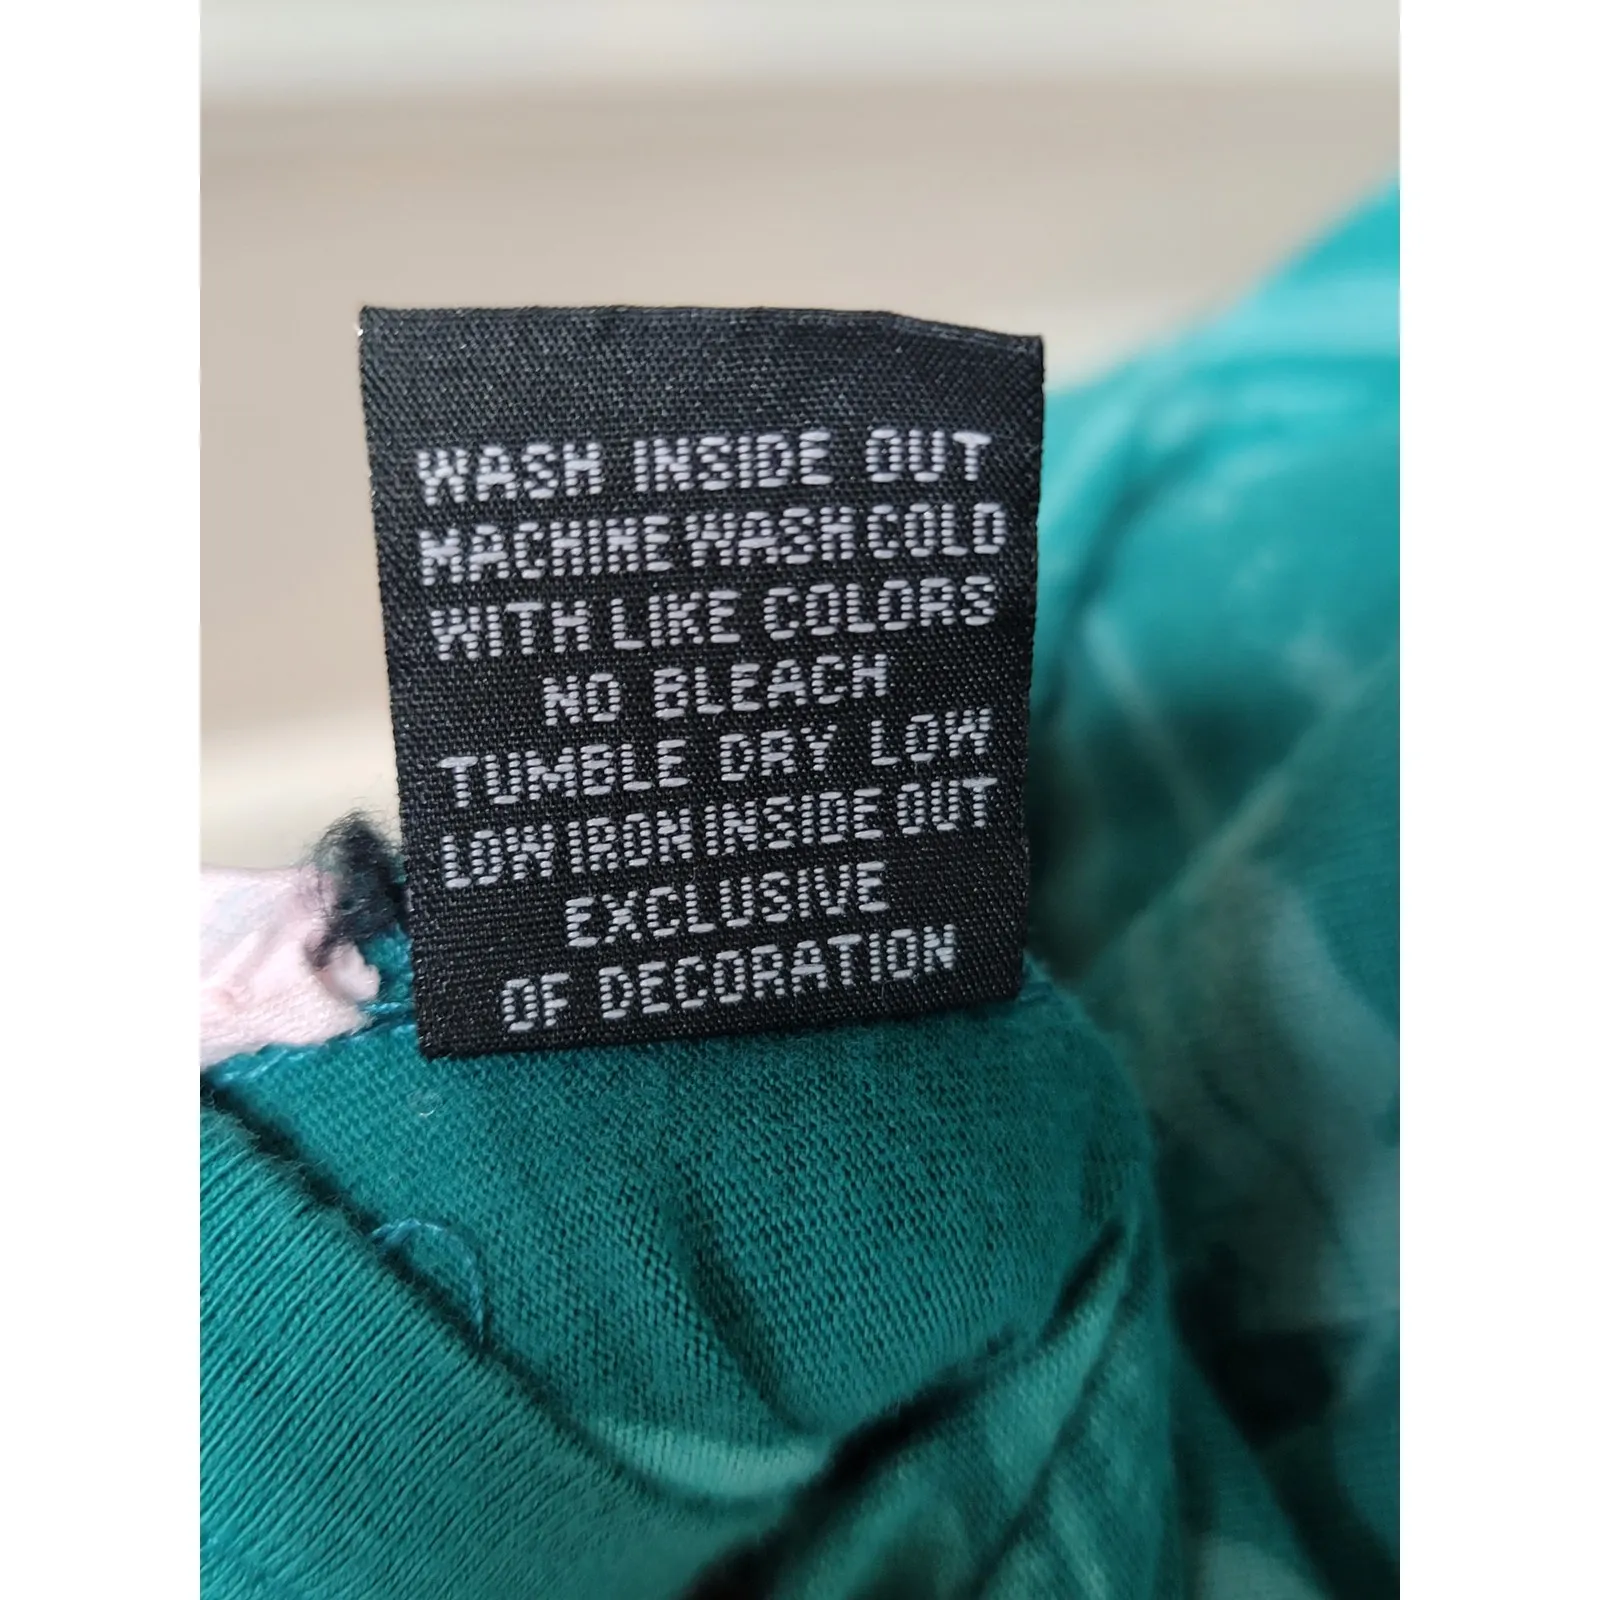 WASH INSIDE OUT
MACHINE WASH COLD
WITH LIKE COLORS
NO BLEACH
TUMBLE DRY LOW
LOW IRON INSIDE OUT
EXCLUSIVE
OF DECORATION